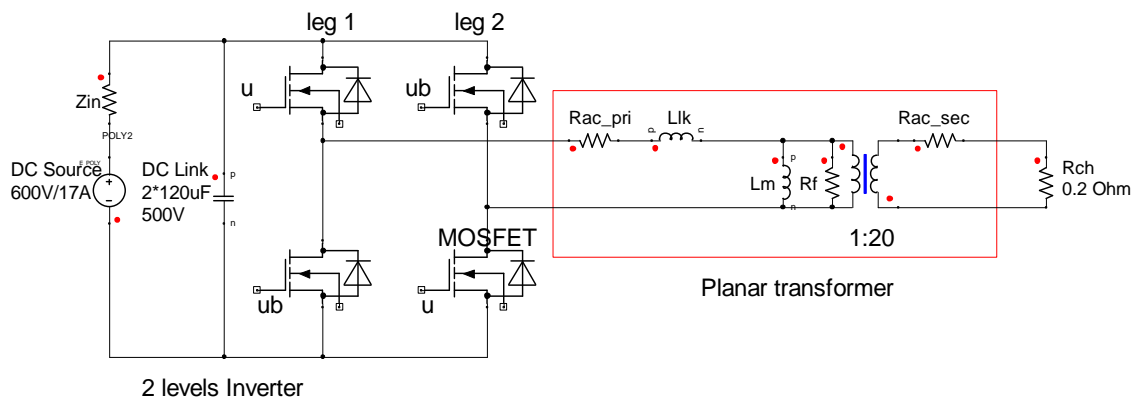 leg 1
leg 2
u
ub
Zin
POLY2
E_POLY
DC Source
600V/17A
DC Link
2*120uF
500V
p
n
Rac_pri
Llk
p
n
Rac_sec
p
Lm
n
Rf
Rch
0.2 Ohm
1:20
MOSFET
ub
u
Planar transformer
2 levels Inverter